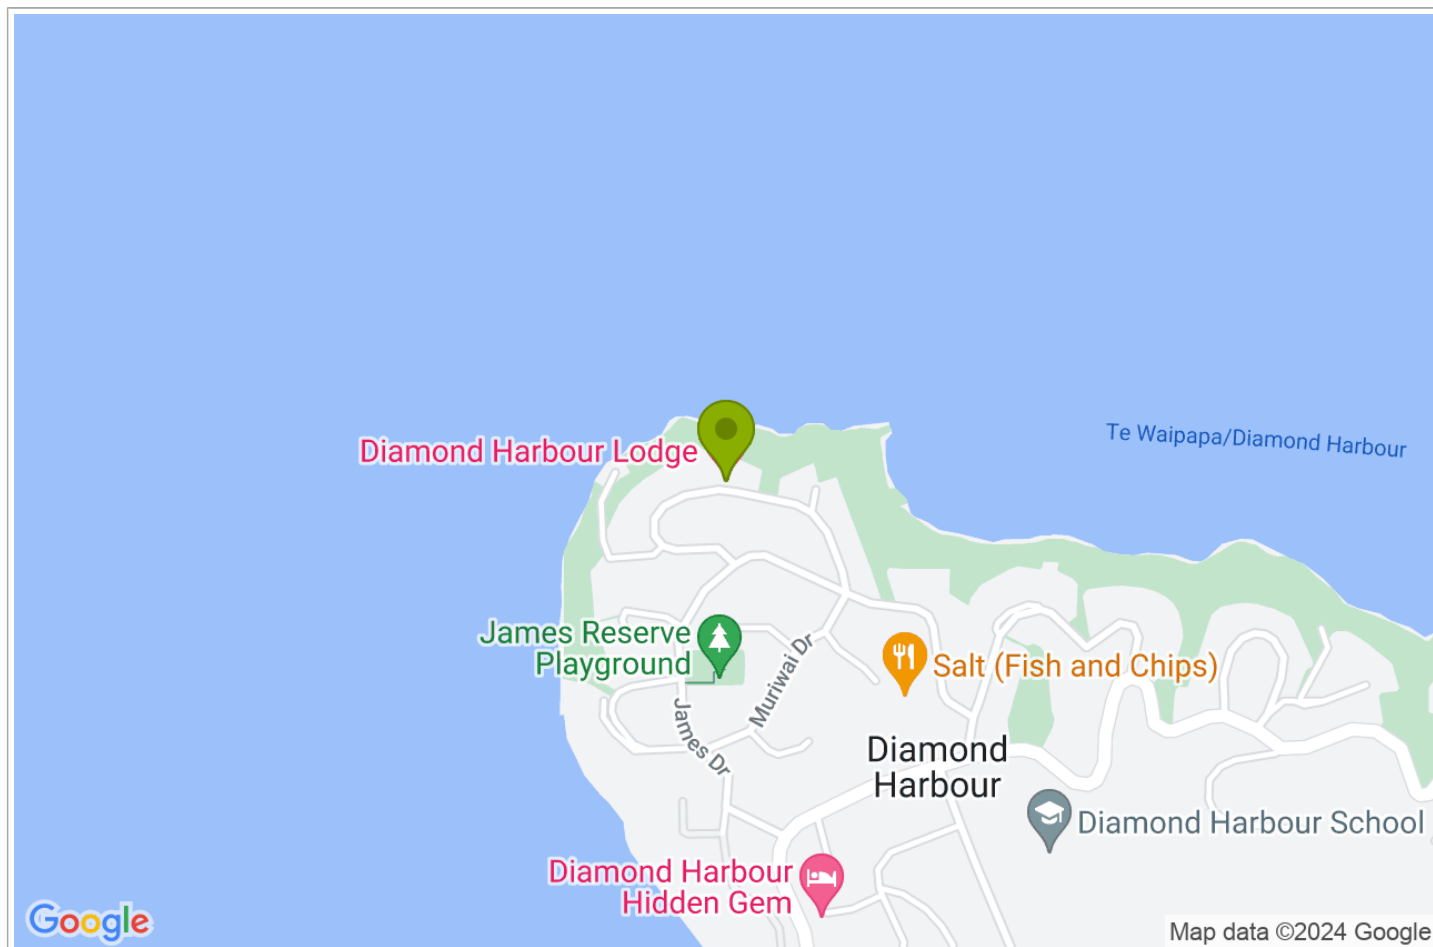 Diamond Harbour Lodge
Te Waipapa/Diamond Harbour
James Reserve
Playground
Muriwai Dr
Salt (Fish and Chips)
James Dr
Diamond
Harbour
Diamond Harbour School
Diamond Harbour
Hidden Gem
Google
Map data ©2024 Google